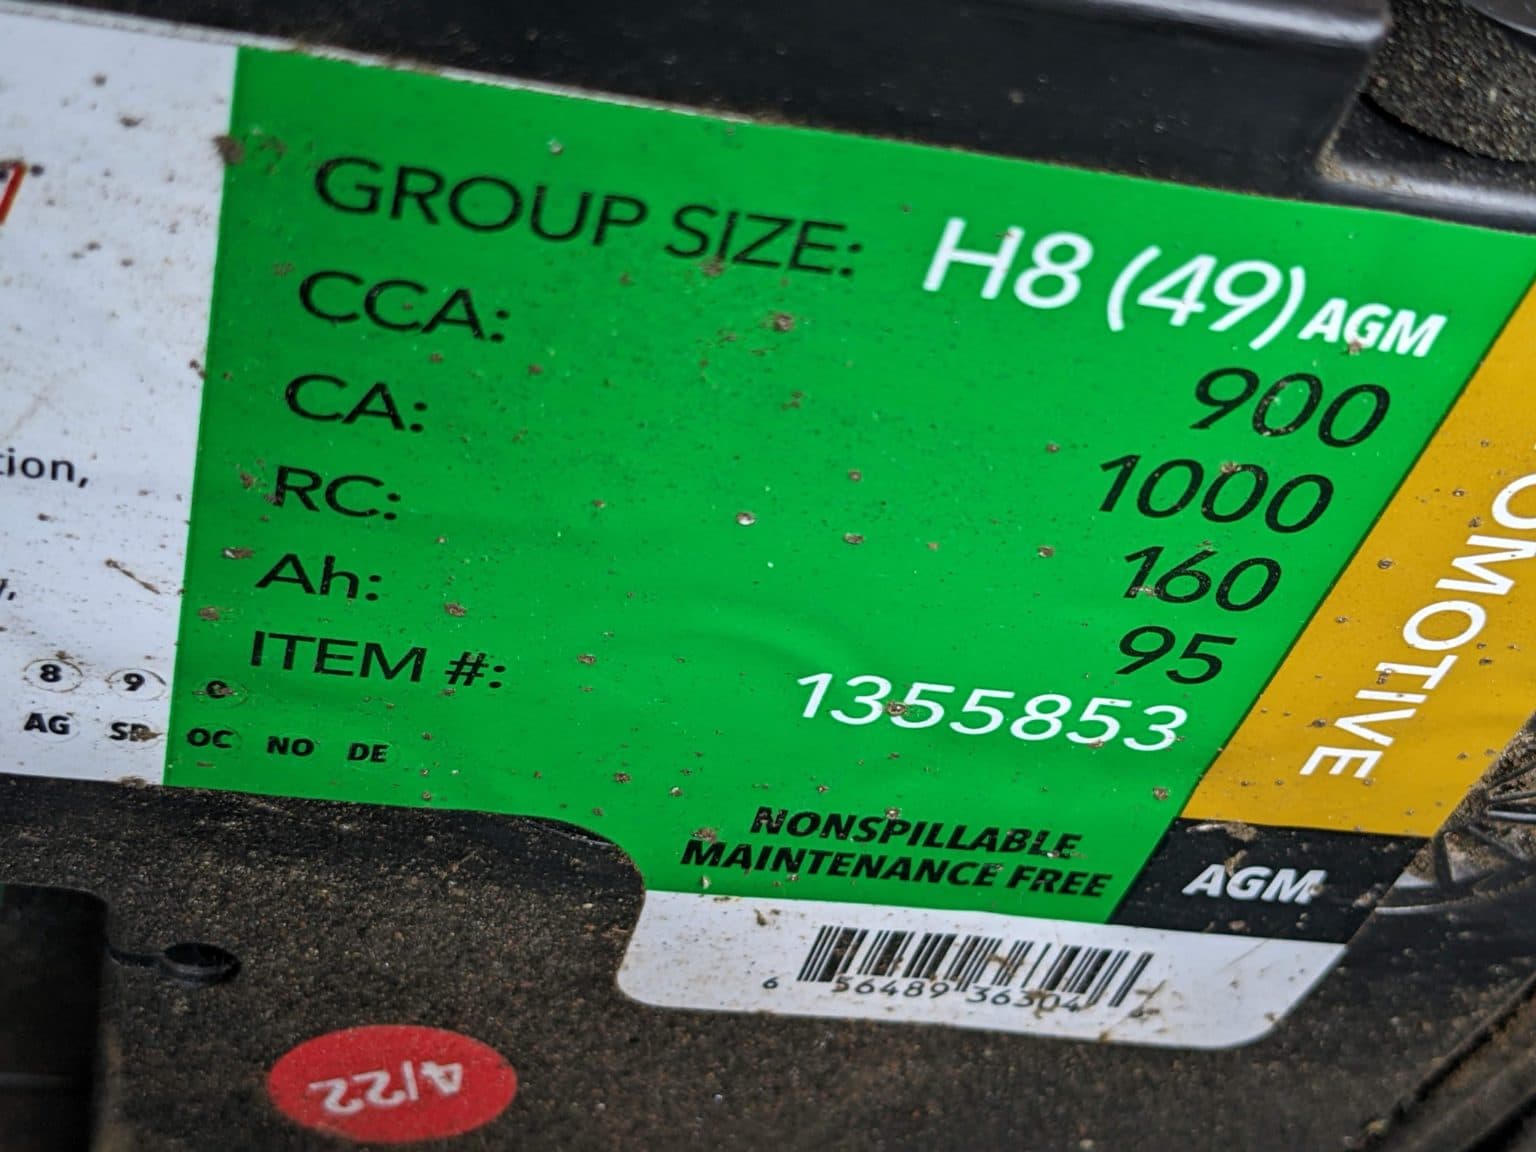 GROUP SIZE: H8 (49) AGM
CCA: 900
CA: 1000
RC: 160
Ah: 95
ITEM #: 1355853
tion,
8 9
AG SP OC NO DE
NONSPILLABLE
MAINTENANCE FREE
OMOTIVE
AGM
6 56489 36304
4/22